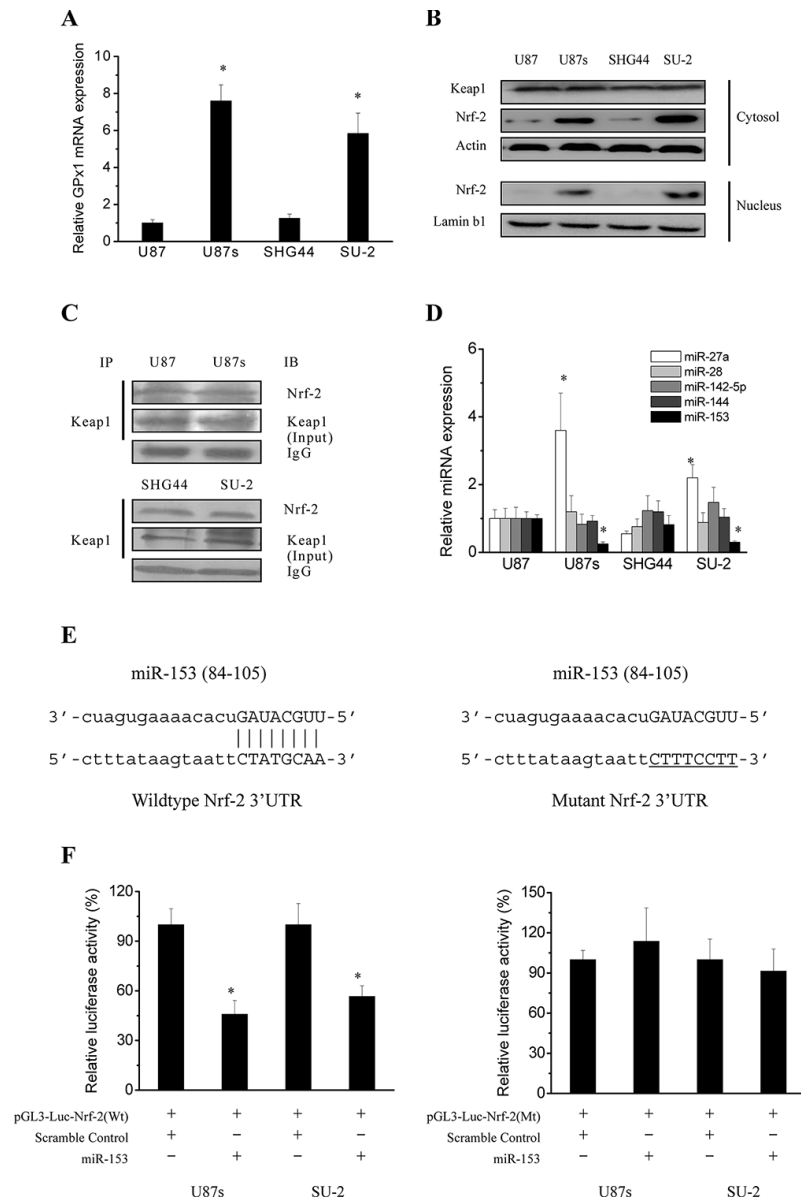 A
Relative GPx1 mRNA expression
10
8
6
4
2
0
*
*
U87 U87s SHG44 SU-2
B
U87 U87s SHG44 SU-2
Keap1
Nrf-2
Actin
Cytosol
Nrf-2
Lamin b1
Nucleus
C
IP U87 U87s IB
Keap1
Nrf-2
Keap1
(Input)
IgG
SHG44 SU-2
Keap1
Nrf-2
Keap1
(Input)
IgG
D
Relative miRNA expression
6
4
2
0
miR-27a
miR-28
miR-142-5p
miR-144
miR-153
*
*
*
*
U87 U87s SHG44 SU-2
E
miR-153 (84-105)
3'-cuagugaaaacacuGAUACGUU-5'
5'-ctttataagtaattCTATGCAA-3'
Wildtype Nrf-2 3'UTR
miR-153 (84-105)
3'-cuagugaaaacacuGAUACGUU-5'
5'-ctttataagtaattCTTTCCTT-3'
Mutant Nrf-2 3'UTR
F
Relative luciferase activity (%)
120
90
60
30
0
*
*
pGL3-Luc-Nrf-2(Wt) + + + +
Scramble Control + - + -
miR-153 - + - +
U87s SU-2
Relative luciferase activity (%)
150
120
90
60
30
0
pGL3-Luc-Nrf-2(Mt) + + + +
Scramble Control + - + -
miR-153 - + - +
U87s SU-2